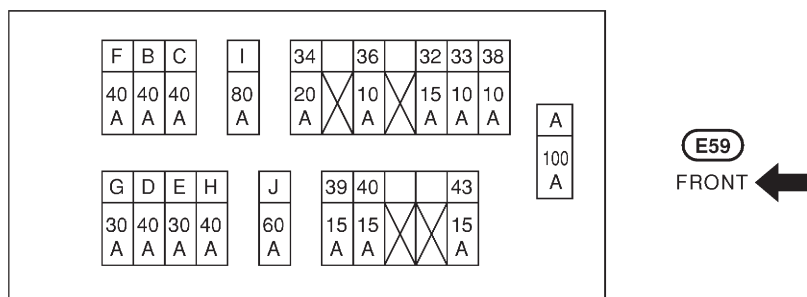 F B C I 34 36 32 33 38
40 A 40 A 40 A 80 A 20 A 10 A 15 A 10 A 10 A
A
100 A
E59
FRONT
G D E H J 39 40 43
30 A 40 A 30 A 40 A 60 A 15 A 15 A 15 A